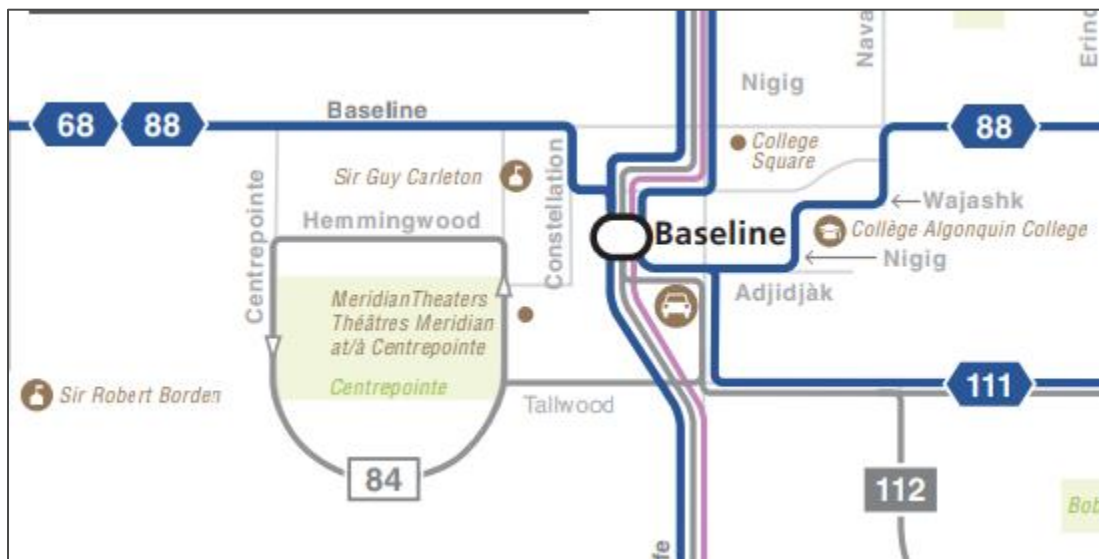 Nigig
Baseline
68
88
88
College
Square
Sir Guy Carleton
Constellation
Centrepointe
Hemmingwood
Wajashk
Baseline
Collège Algonquin College
Nigig
Adjidjàk
MeridianTheaters
Théâtres Meridian
at/à Centrepointe
Centrepointe
Sir Robert Borden
Tallwood
111
84
112